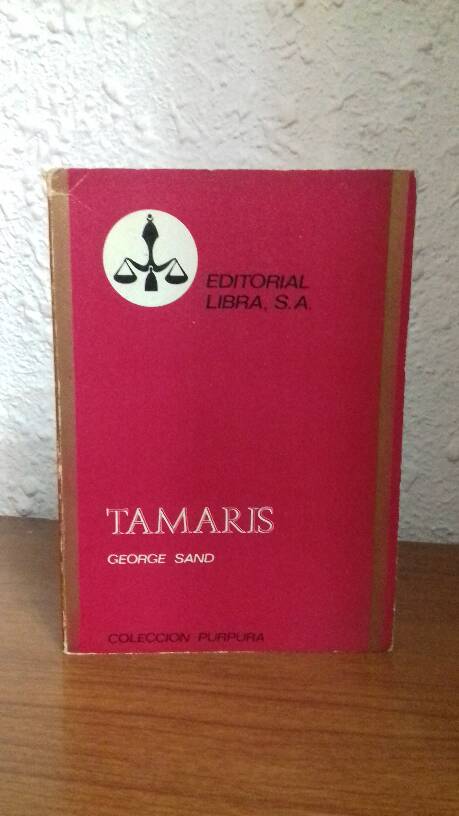 EDITORIAL
LIBRA, S.A.
TAMARIS
GEORGE SAND
COLECCION PURPURA